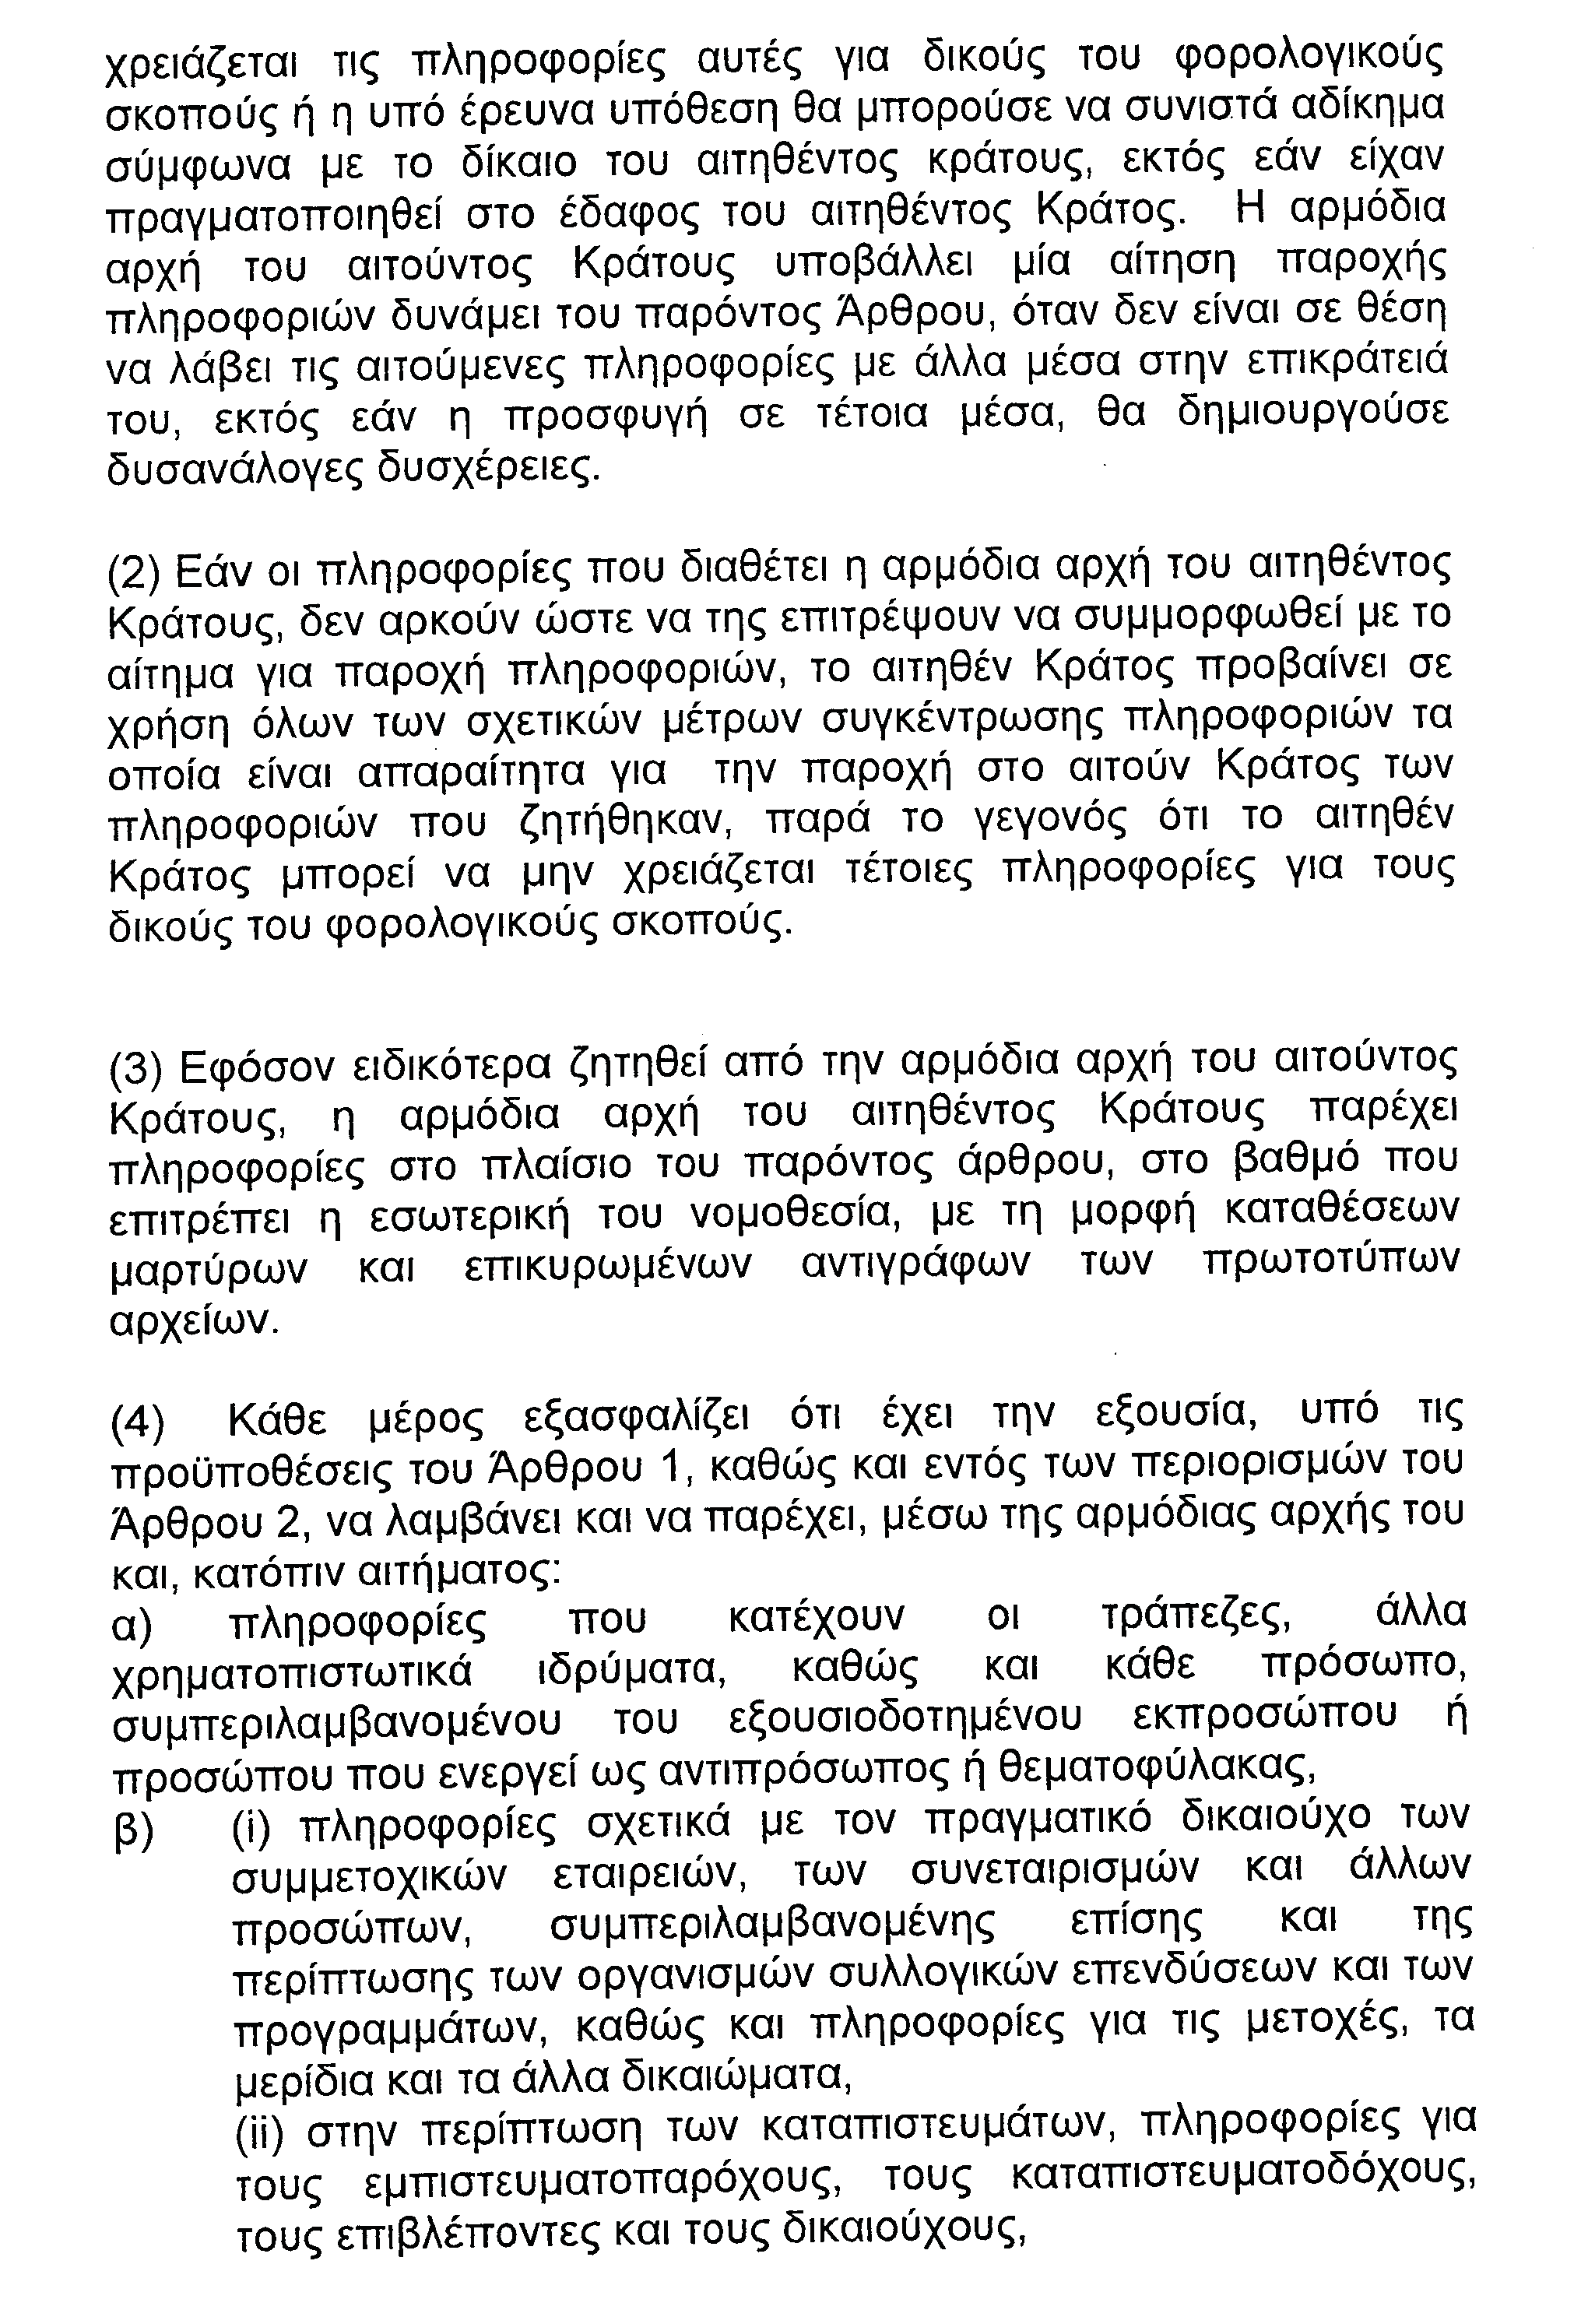 χρειάζεται τις πληροφορίες αυτές για δικούς του φορολογικούς
σκοπούς ή η υπό έρευνα υπόθεση θα μπορούσε να συνιστά αδίκημα
σύμφωνα με το δίκαιο του αιτηθέντος κράτους, εκτός εάν είχαν
πραγματοποιηθεί στο έδαφος του αιτηθέντος Κράτος. Η αρμόδια
αρχή του αιτούντος Κράτους υποβάλλει μία αίτηση παροχής
πληροφοριών δυνάμει του παρόντος Άρθρου, όταν δεν είναι σε θέση
να λάβει τις αιτούμενες πληροφορίες με άλλα μέσα στην επικράτειά
του, εκτός εάν η προσφυγή σε τέτοια μέσα, θα δημιουργούσε
δυσανάλογες δυσχέρειες.
(2) Εάν οι πληροφορίες που διαθέτει η αρμόδια αρχή του αιτηθέντος
Κράτους, δεν αρκούν ώστε να της επιτρέψουν να συμμορφωθεί με το
αίτημα για παροχή πληροφοριών, το αιτηθέν Κράτος προβαίνει σε
χρήση όλων των σχετικών μέτρων συγκέντρωσης πληροφοριών τα
οποία είναι απαραίτητα για την παροχή στο αιτούν Κράτος των
πληροφοριών που ζητήθηκαν, παρά το γεγονός ότι το αιτηθέν
Κράτος μπορεί να μην χρειάζεται τέτοιες πληροφορίες για τους
δικούς του φορολογικούς σκοπούς.
(3) Εφόσον ειδικότερα ζητηθεί από την αρμόδια αρχή του αιτούντος
Κράτους, η αρμόδια αρχή του αιτηθέντος Κράτους παρέχει
πληροφορίες στο πλαίσιο του παρόντος άρθρου, στο βαθμό που
επιτρέπει η εσωτερική του νομοθεσία, με τη μορφή καταθέσεων
μαρτύρων και επικυρωμένων αντιγράφων των πρωτοτύπων
αρχείων.
(4) Κάθε μέρος εξασφαλίζει ότι έχει την εξουσία, υπό τις
προϋποθέσεις του Άρθρου 1, καθώς και εντός των περιορισμών του
Άρθρου 2, να λαμβάνει και να παρέχει, μέσω της αρμόδιας αρχής του
και, κατόπιν αιτήματος:
α) πληροφορίες που κατέχουν οι τράπεζες, άλλα
χρηματοπιστωτικά ιδρύματα, καθώς και κάθε πρόσωπο,
συμπεριλαμβανομένου του εξουσιοδοτημένου εκπροσώπου ή
προσώπου που ενεργεί ως αντιπρόσωπος ή θεματοφύλακας,
β) (i) πληροφορίες σχετικά με τον πραγματικό δικαιούχο των
συμμετοχικών εταιρειών, των συνεταιρισμών και άλλων
προσώπων, συμπεριλαμβανομένης επίσης και της
περίπτωσης των οργανισμών συλλογικών επενδύσεων και των
προγραμμάτων, καθώς και πληροφορίες για τις μετοχές, τα
μερίδια και τα άλλα δικαιώματα,
(ii) στην περίπτωση των καταπιστευμάτων, πληροφορίες για
τους εμπιστευματοπαρόχους, τους καταπιστευματοδόχους,
τους επιβλέποντες και τους δικαιούχους,